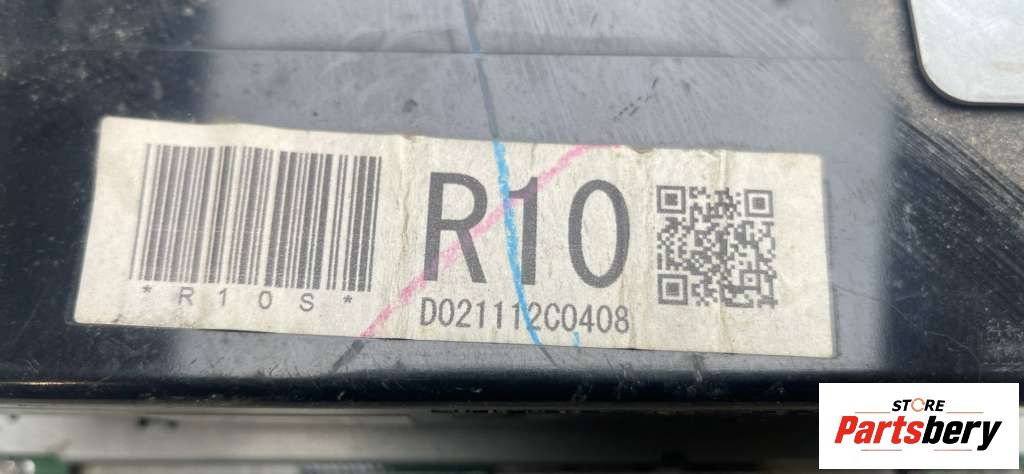 R10
*R10S*
D021112C0408
STORE
Partsbery